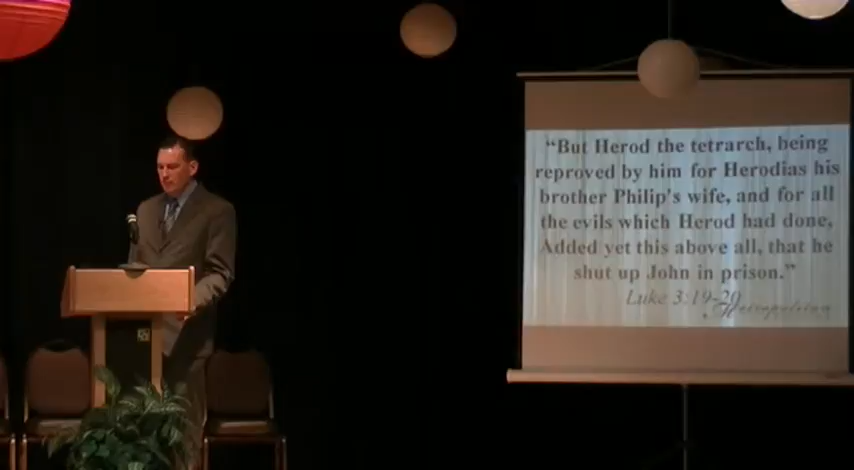 "But Herod the tetrarch, being
reproved by him for Herodias his
brother Philip's wife, and for all
the evils which Herod had done,
Added yet this above all, that he
shut up John in prison."
Luke 3:19-20
Metropolitan